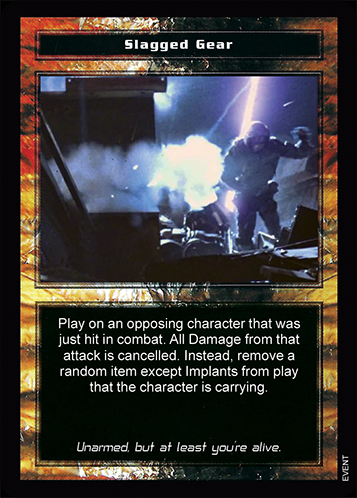 Slagged Gear
Play on an opposing character that was
just hit in combat. All Damage from that
attack is cancelled. Instead, remove a
random item except Implants from play
that the character is carrying.
Unarmed, but at least you're alive.
EVENT